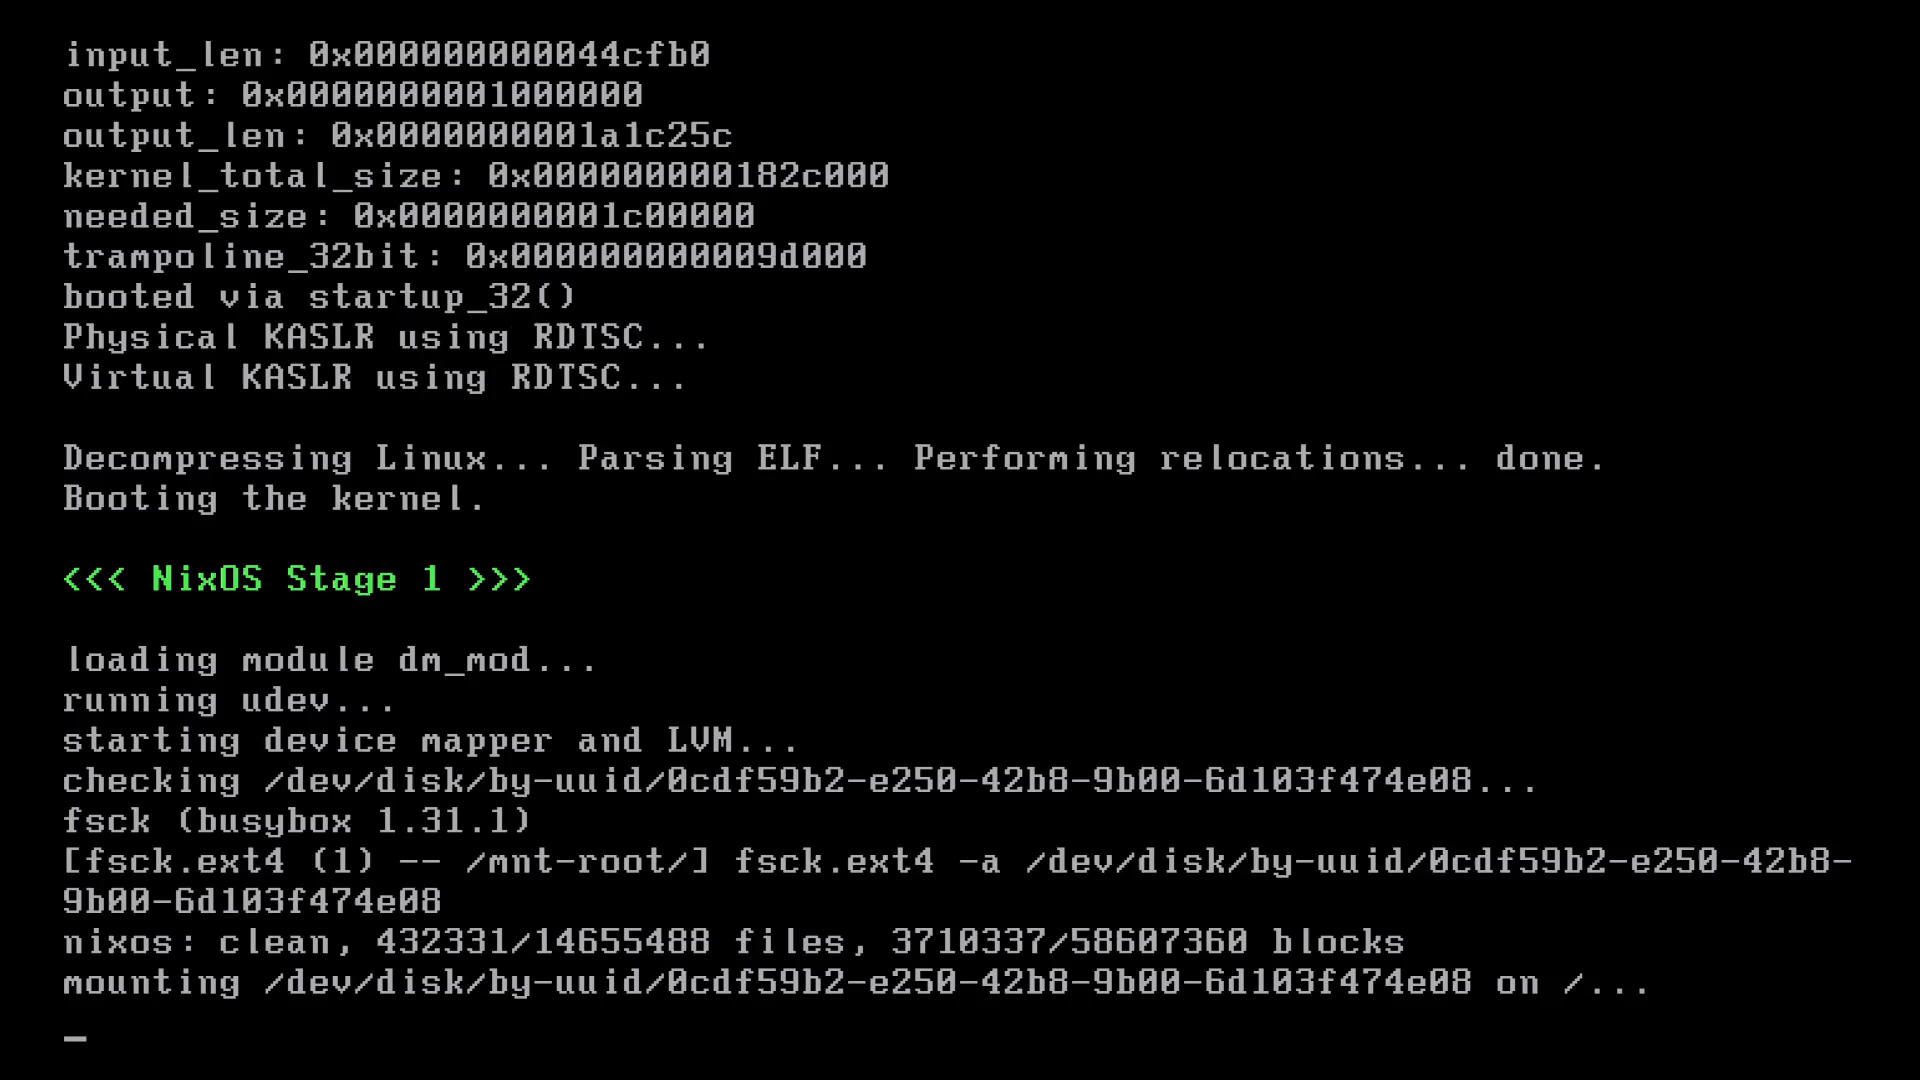 input_len: 0x000000000044cfb0
output: 0x0000000001000000
output_len: 0x0000000001a1c25c
kernel_total_size: 0x000000000182c000
needed_size: 0x0000000001c00000
trampoline_32bit: 0x000000000009d000
booted via startup_32()
Physical KASLR using RDTSC...
Virtual KASLR using RDTSC...
Decompressing Linux... Parsing ELF... Performing relocations... done.
Booting the kernel.
<<< NixOS Stage 1 >>>
loading module dm_mod...
running udev...
starting device mapper and LVM...
checking /dev/disk/by-uuid/0cdf59b2-e250-42b8-9b00-6d103f474e08...
fsck (busybox 1.31.1)
[fsck.ext4 (1) -- /mnt-root/] fsck.ext4 -a /dev/disk/by-uuid/0cdf59b2-e250-42b8-
9b00-6d103f474e08
nixos: clean, 432331/14655488 files, 3710337/58607360 blocks
mounting /dev/disk/by-uuid/0cdf59b2-e250-42b8-9b00-6d103f474e08 on /...
_